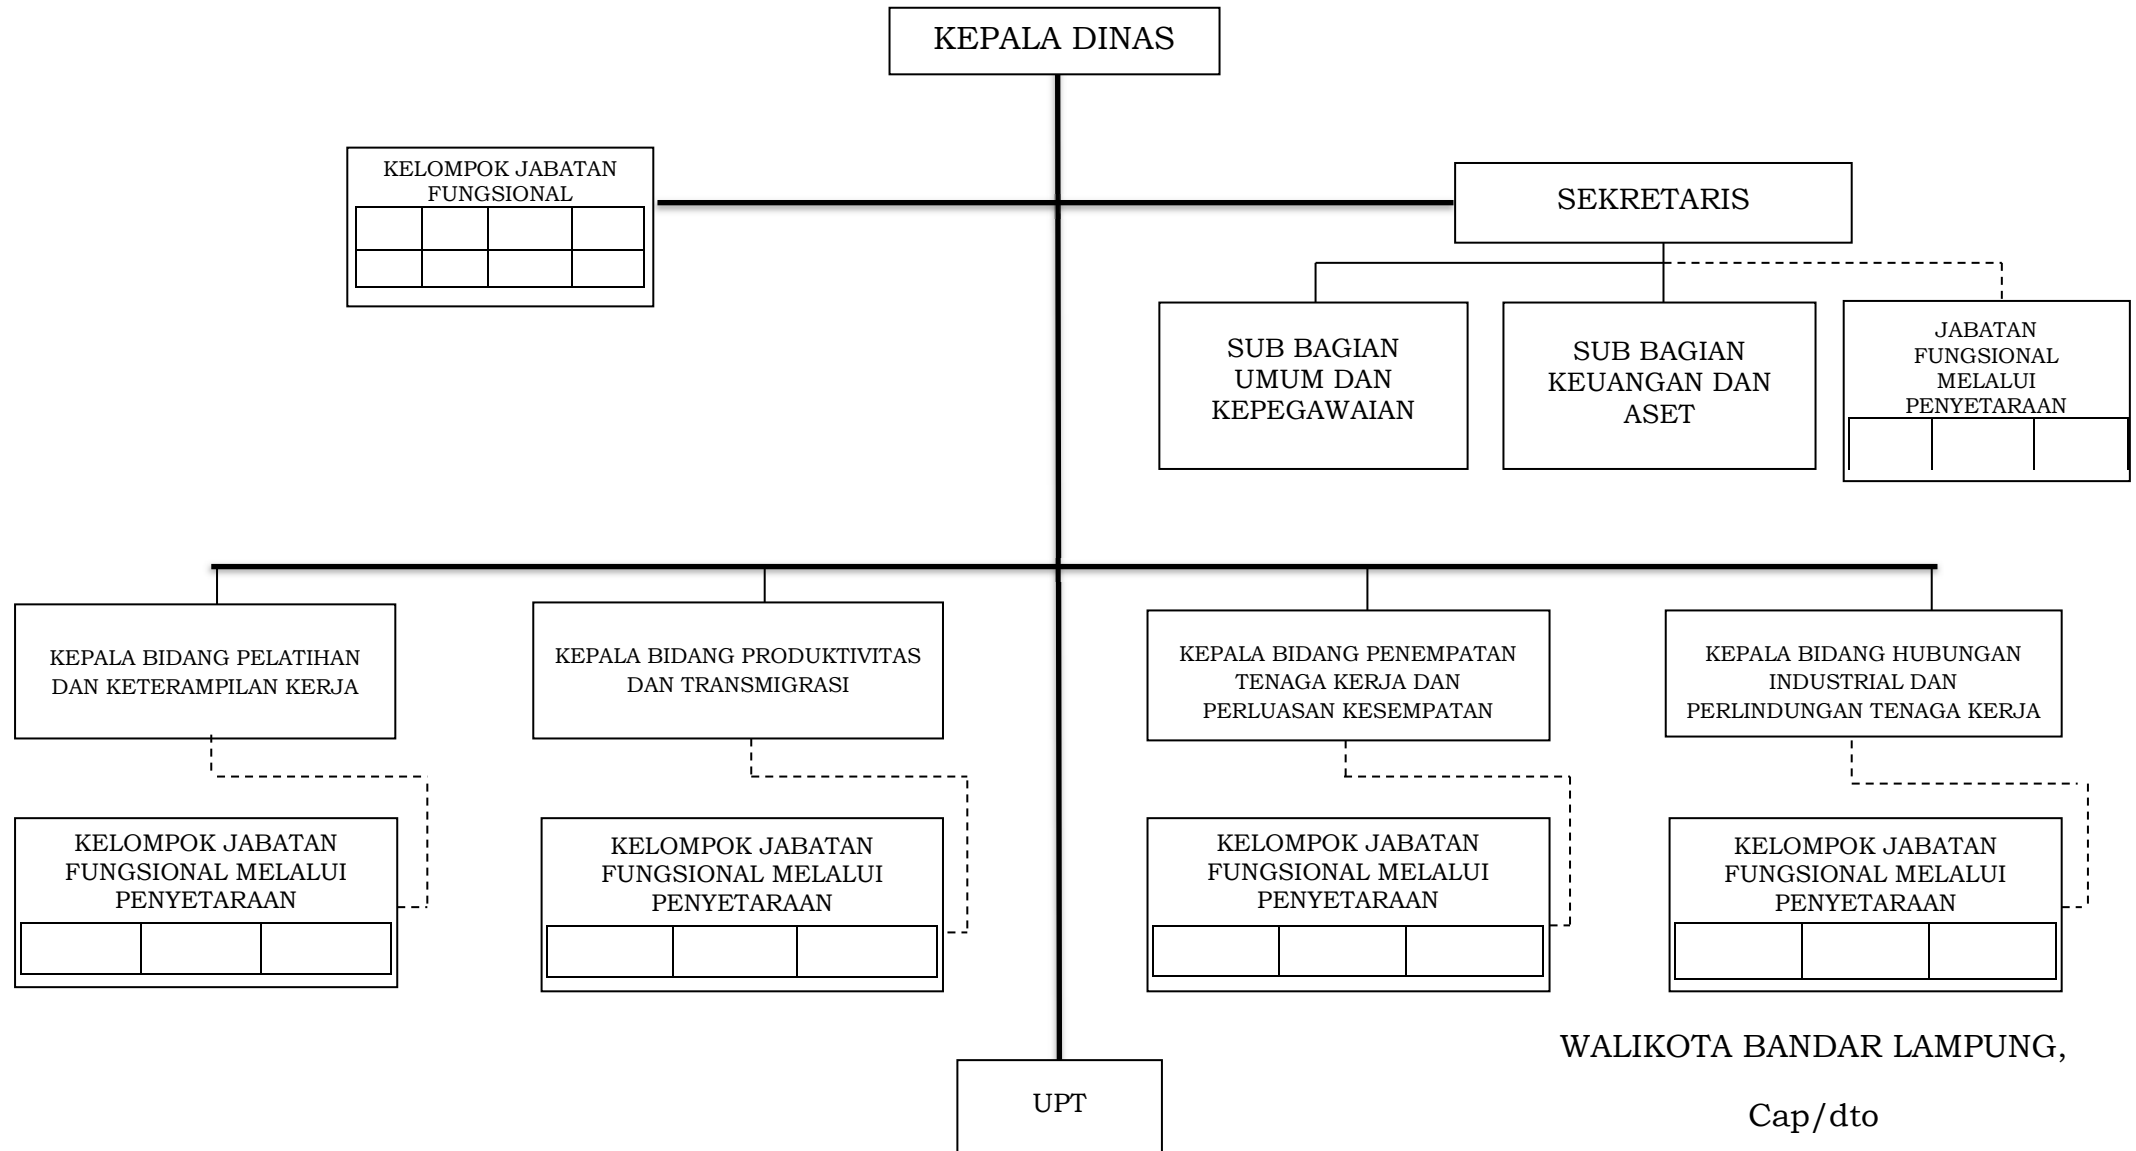 KEPALA DINAS
KELOMPOK JABATAN
FUNGSIONAL
SEKRETARIS
SUB BAGIAN
UMUM DAN
KEPEGAWAIAN
SUB BAGIAN
KEUANGAN DAN
ASET
JABATAN
FUNGSIONAL
MELALUI
PENYETARAAN
KEPALA BIDANG PELATIHAN
DAN KETERAMPILAN KERJA
KEPALA BIDANG PRODUKTIVITAS
DAN TRANSMIGRASI
KEPALA BIDANG PENEMPATAN
TENAGA KERJA DAN
PERLUASAN KESEMPATAN
KEPALA BIDANG HUBUNGAN
INDUSTRIAL DAN
PERLINDUNGAN TENAGA KERJA
KELOMPOK JABATAN
FUNGSIONAL MELALUI
PENYETARAAN
KELOMPOK JABATAN
FUNGSIONAL MELALUI
PENYETARAAN
KELOMPOK JABATAN
FUNGSIONAL MELALUI
PENYETARAAN
KELOMPOK JABATAN
FUNGSIONAL MELALUI
PENYETARAAN
UPT
WALIKOTA BANDAR LAMPUNG,
Cap/dto